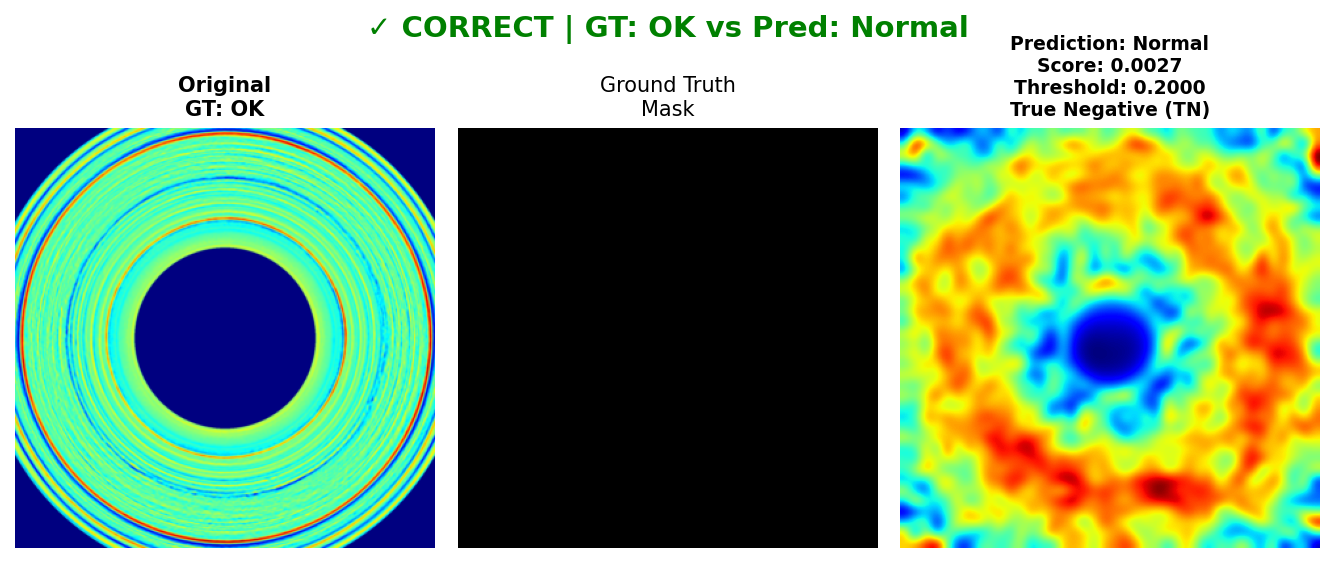 ✓ CORRECT | GT: OK vs Pred: Normal
Original
GT: OK
Ground Truth
Mask
Prediction: Normal
Score: 0.0027
Threshold: 0.2000
True Negative (TN)